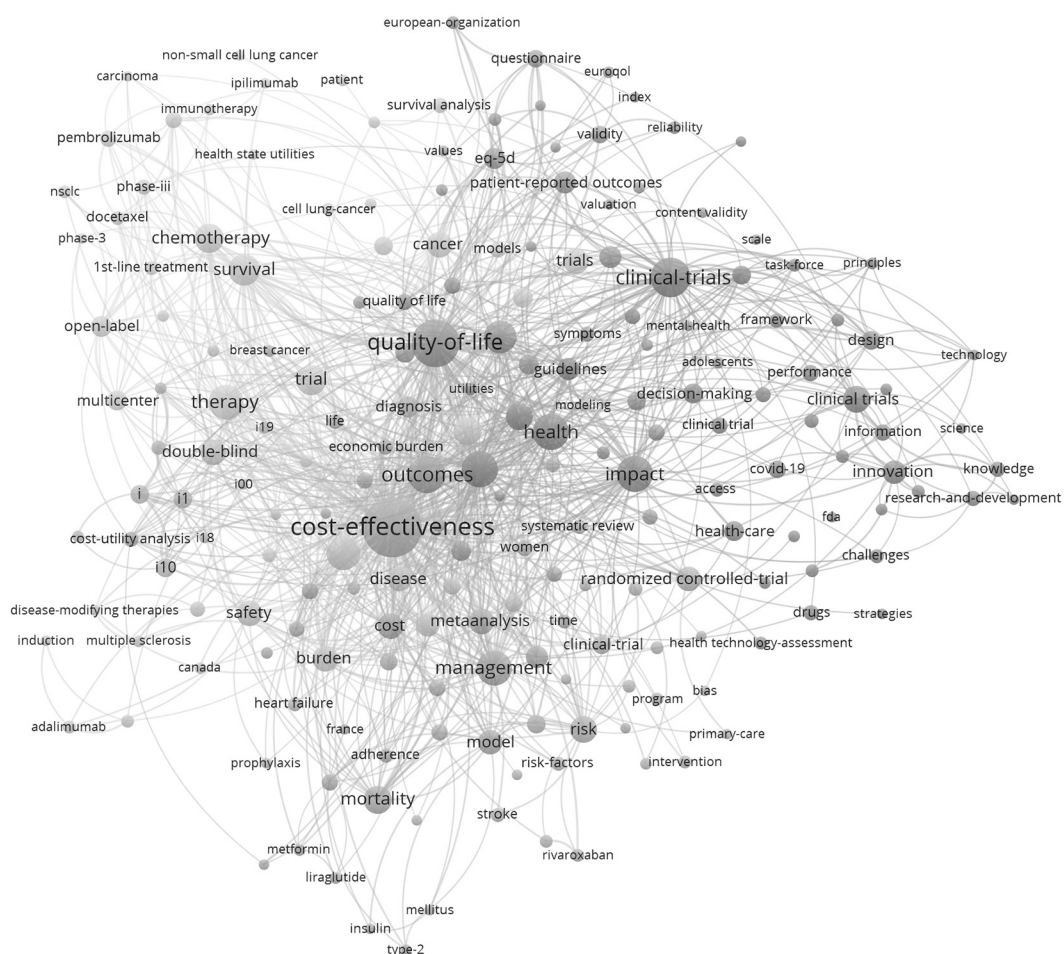 european-organization
non-small cell lung cancer
questionnaire
carcinoma
ipilimumab
patient
euroqol
index
immunotherapy
survival analysis
pembrolizumab
validity
reliability
health state utilities
values
eq-5d
nsclc
phase-iii
patient-reported outcomes
docetaxel
cell lung-cancer
valuation
content validity
phase-3
chemotherapy
cancer
models
scale
1st-line treatment
survival
trials
clinical-trials
task-force
principles
quality of life
open-label
symptoms
mental-health
framework
quality-of-life
design
breast cancer
technology
trial
guidelines
adolescents
performance
utilities
multicenter
therapy
diagnosis
modeling
decision-making
clinical trials
i19
life
health
clinical trial
information
science
double-blind
economic burden
outcomes
impact
covid-19
innovation
knowledge
i
i1
i00
access
research-and-development
cost-effectiveness
systematic review
fda
cost-utility analysis
i18
women
health-care
challenges
i10
disease
randomized controlled-trial
disease-modifying therapies
safety
cost
metaanalysis
time
drugs
strategies
induction
multiple sclerosis
clinical-trial
health technology-assessment
canada
burden
management
bias
heart failure
program
adalimumab
france
model
risk
primary-care
prophylaxis
adherence
risk-factors
intervention
mortality
stroke
metformin
rivaroxaban
liraglutide
mellitus
insulin
type-2